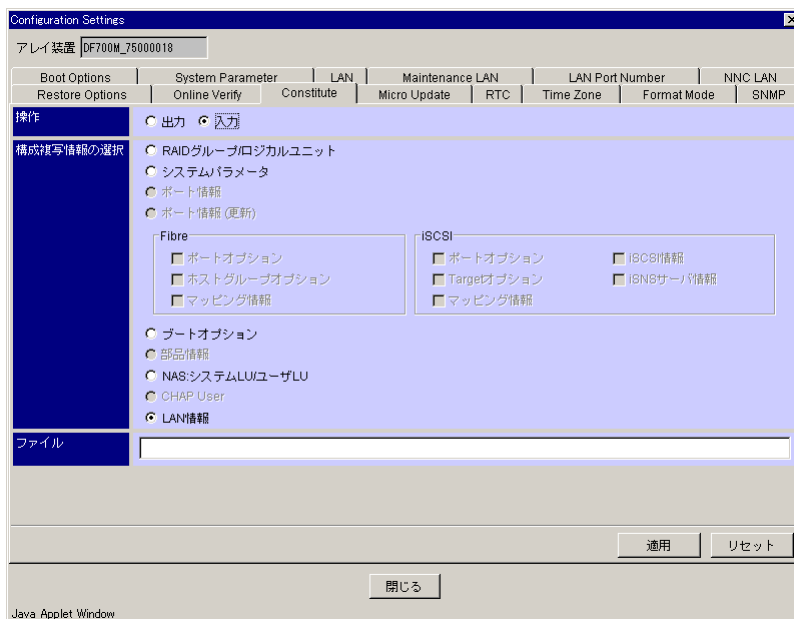 Configuration Settings
アレイ装置 DF700M_75000018
Boot Options System Parameter LAN Maintenance LAN LAN Port Number NNC LAN
Restore Options Online Verify Constitute Micro Update RTC Time Zone Format Mode SNMP
操作 出力 入力
構成複写情報の選択 RAIDグループ/ロジカルユニット
システムパラメータ
ポート情報
ポート情報 (更新)
Fibre iSCSI
ポートオプション ポートオプション iSCSI情報
ホストグループオプション Targetオプション iSNSサーバ情報
マッピング情報 マッピング情報
ブートオプション
部品情報
NAS:システムLU/ユーザLU
CHAP User
LAN情報
ファイル
適用 リセット
閉じる
Java Applet Window